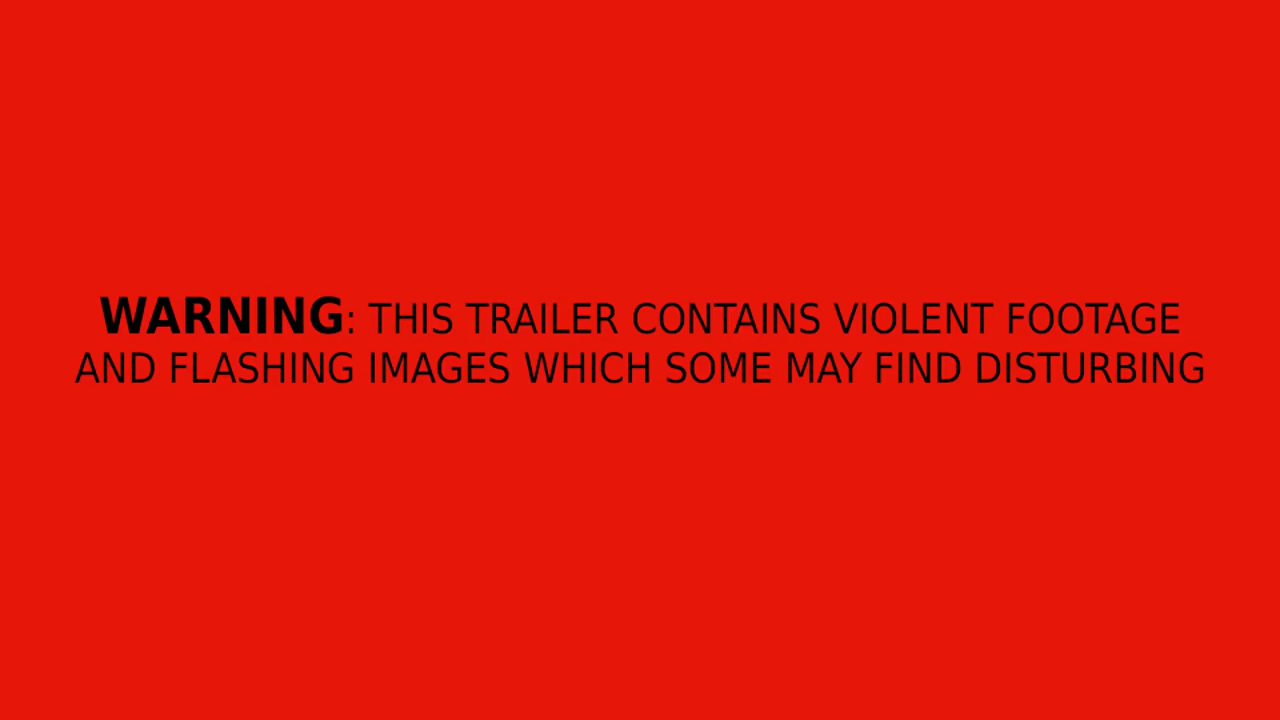 WARNING: THIS TRAILER CONTAINS VIOLENT FOOTAGE
AND FLASHING IMAGES WHICH SOME MAY FIND DISTURBING